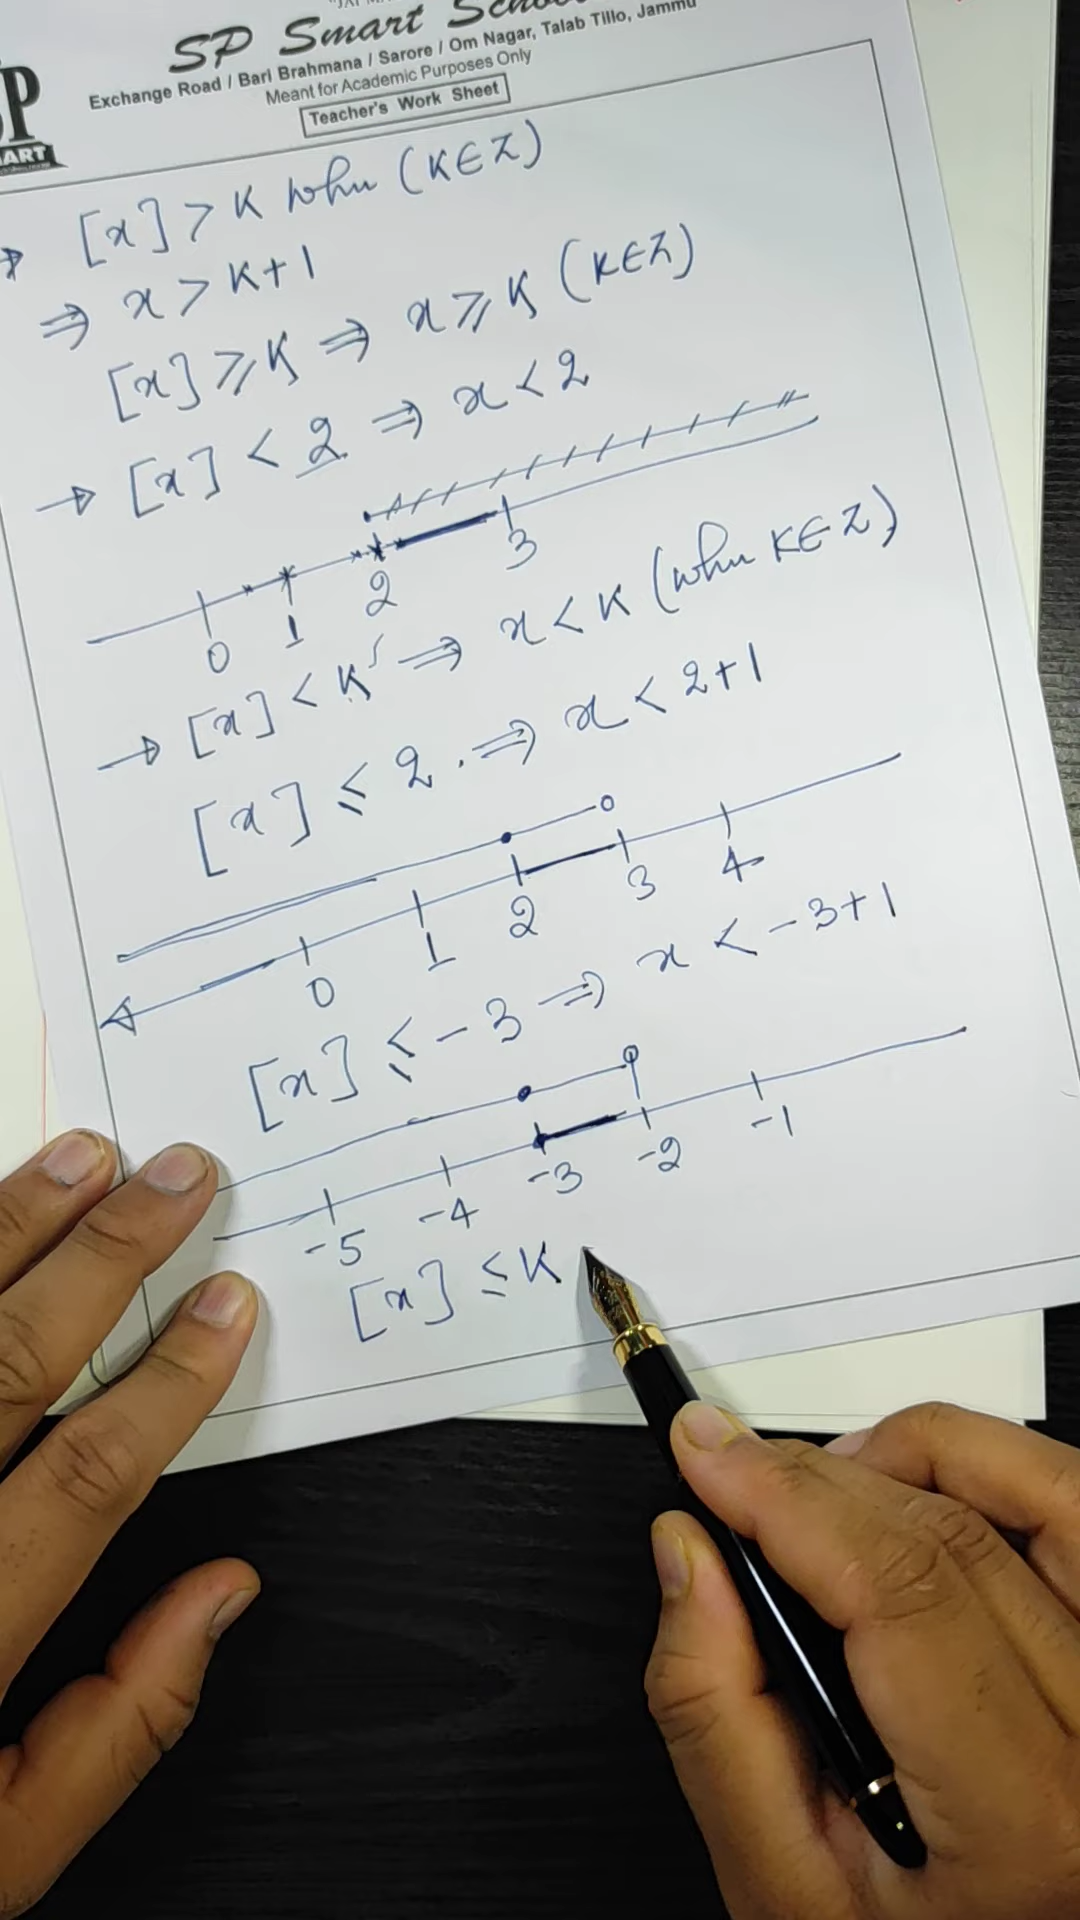 SP Smart School
Exchange Road / Bari Brahmana / Sarore / Om Nagar, Talab Tillo, Jammu
Meant for Academic Purposes Only
Teacher's Work Sheet
SP
ART
[x] > K when (K∈Z)
⇒ x > K+1
[x] ⩾ K ⇒ x ⩾ K (K∈Z)
→ [x] < 2 ⇒ x < 2
0 1 2 3
→ [x] < K ⇒ x < K (when K∈Z)
[x] ≤ 2 . ⇒ x < 2+1
0 1 2 3 4
[x] ≤ -3 ⇒ x < -3+1
-5 -4 -3 -2 -1
[x] ≤ K